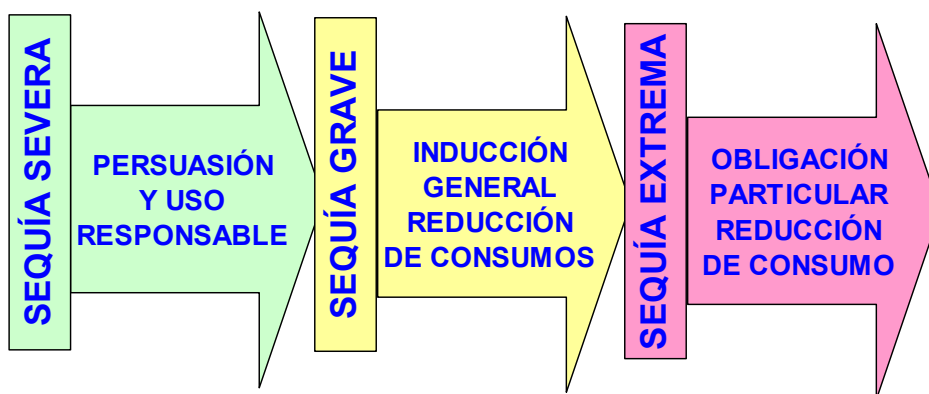 SEQUÍA SEVERA
PERSUASIÓN
Y USO
RESPONSABLE
SEQUÍA GRAVE
INDUCCIÓN
GENERAL
REDUCCIÓN
DE CONSUMOS
SEQUÍA EXTREMA
OBLIGACIÓN
PARTICULAR
REDUCCIÓN
DE CONSUMO